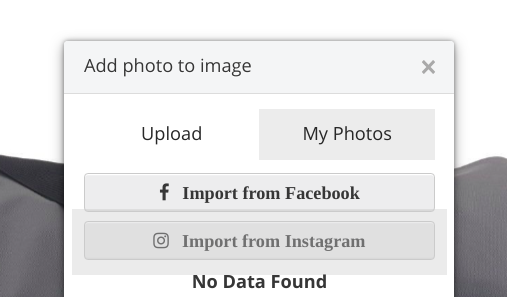 Add photo to image
Upload
My Photos
Import from Facebook
Import from Instagram
No Data Found